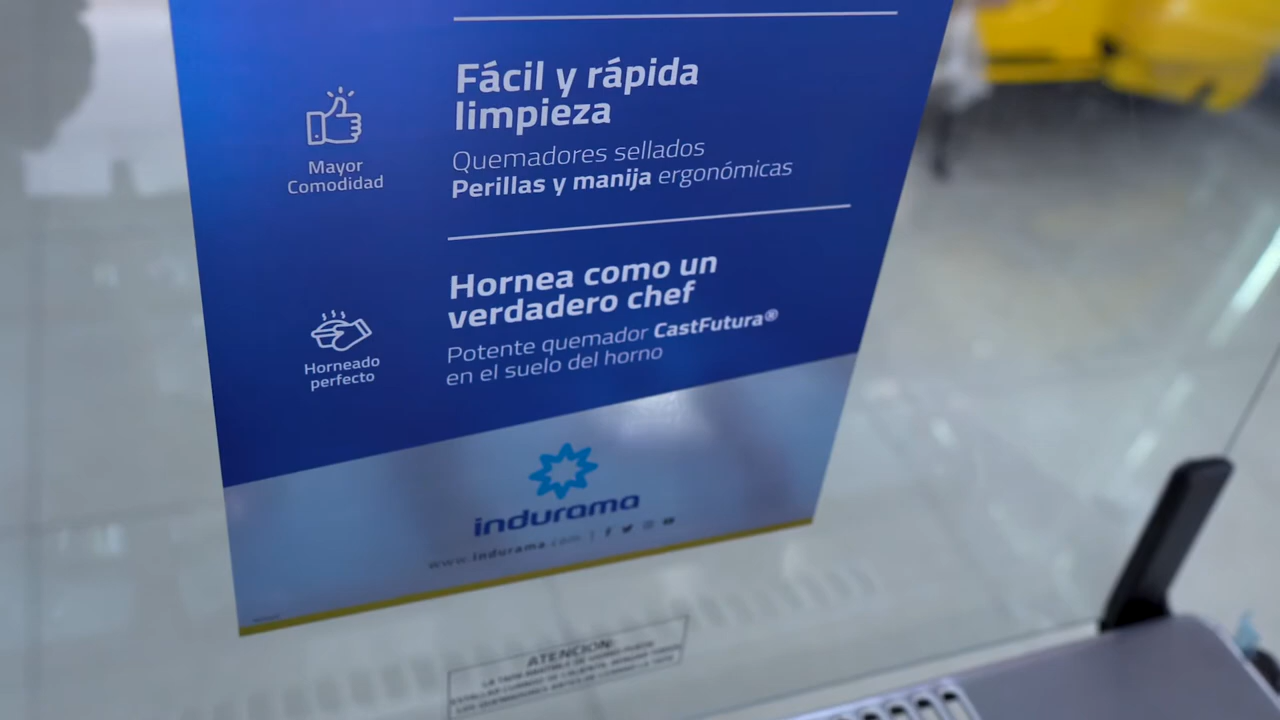 Fácil y rápida
limpieza
Mayor
Comodidad
Quemadores sellados
Perillas y manija ergonómicas
Hornea como un
verdadero chef
Horneado
perfecto
Potente quemador CastFutura®
en el suelo del horno
indurama
www.indurama.com
ATENCION: